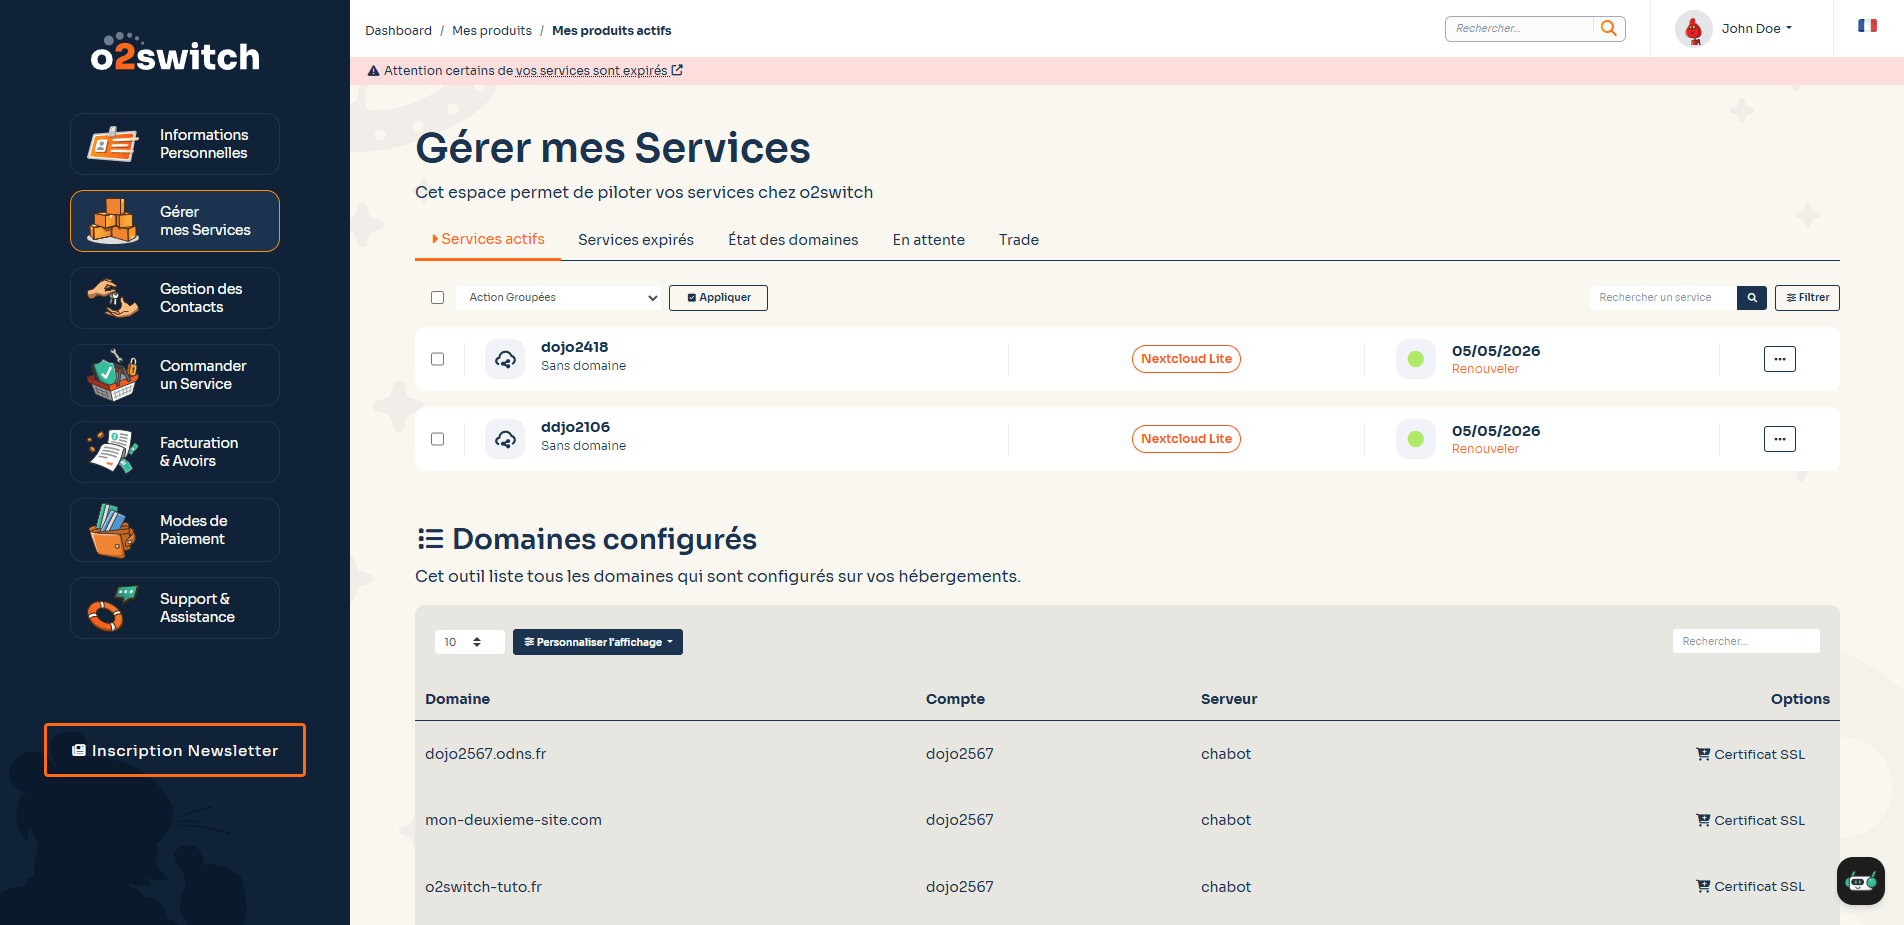 o2switch
Informations
Personnelles
Gérer
mes Services
Gestion des
Contacts
Commander
un Service
Facturation
& Avoirs
Modes de
Paiement
Support &
Assistance
Inscription Newsletter
Dashboard / Mes produits / Mes produits actifs
Rechercher...
John Doe
Attention certains de vos services sont expirés
Gérer mes Services
Cet espace permet de piloter vos services chez o2switch
Services actifs Services expirés État des domaines En attente Trade
Action Groupées Appliquer Rechercher un service Filtrer
dojo2418
Sans domaine
Nextcloud Lite
05/05/2026
Renouveler
ddjo2106
Sans domaine
Nextcloud Lite
05/05/2026
Renouveler
Domaines configurés
Cet outil liste tous les domaines qui sont configurés sur vos hébergements.
10 Personnaliser l'affichage Rechercher...
Domaine Compte Serveur Options
dojo2567.odns.fr dojo2567 chabot Certificat SSL
mon-deuxieme-site.com dojo2567 chabot Certificat SSL
o2switch-tuto.fr dojo2567 chabot Certificat SSL